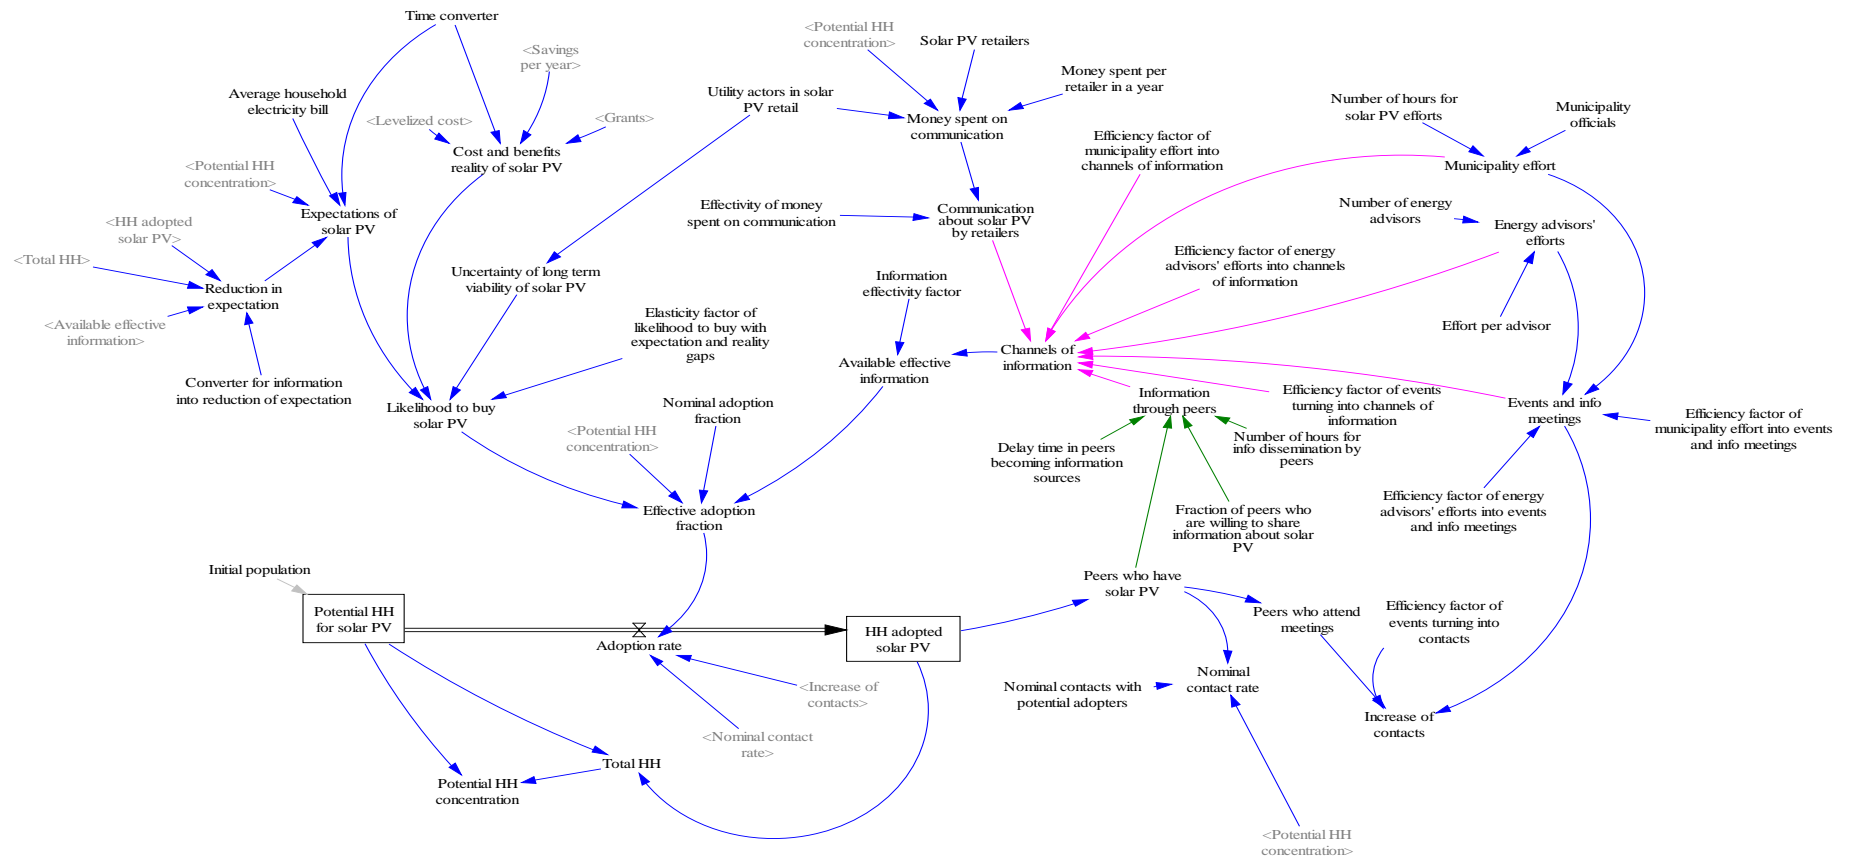 Time converter
<Savings
per year>
<Potential HH
concentration>
Solar PV retailers
Money spent per
retailer in a year
Average household
electricity bill
Utility actors in solar
PV retail
Number of hours for
solar PV efforts
Municipality
officials
<Levelized cost>
<Grants>
Money spent on
communication
Efficiency factor of
municipality effort into
channels of information
Cost and benefits
reality of solar PV
<Potential HH
concentration>
Municipality effort
Expectations of
solar PV
Effectivity of money
spent on communication
Communication
about solar PV
by retailers
Number of energy
advisors
Energy advisors'
efforts
<HH adopted
solar PV>
<Total HH>
Uncertainty of long term
viability of solar PV
Information
effectivity factor
Efficiency factor of energy
advisors' efforts into channels
of information
Reduction in
expectation
<Available effective
information>
Elasticity factor of
likelihood to buy with
expectation and reality
gaps
Effort per advisor
Channels of
information
Available effective
information
Converter for information
into reduction of expectation
Likelihood to buy
solar PV
Nominal adoption
fraction
Information
through peers
Efficiency factor of events
turning into channels of
information
Events and info
meetings
Efficiency factor of
municipality effort into events
and info meetings
<Potential HH
concentration>
Delay time in peers
becoming information
sources
Number of hours for
info dissemination by
peers
Effective adoption
fraction
Fraction of peers who
are willing to share
information about solar
PV
Efficiency factor of energy
advisors' efforts into events
and info meetings
Initial population
Peers who have
solar PV
Potential HH
for solar PV
Peers who attend
meetings
Efficiency factor of
events turning into
contacts
Adoption rate
HH adopted
solar PV
<Increase of
contacts>
Nominal contacts with
potential adopters
Nominal
contact rate
Increase of
contacts
<Nominal contact
rate>
Total HH
Potential HH
concentration
<Potential HH
concentration>